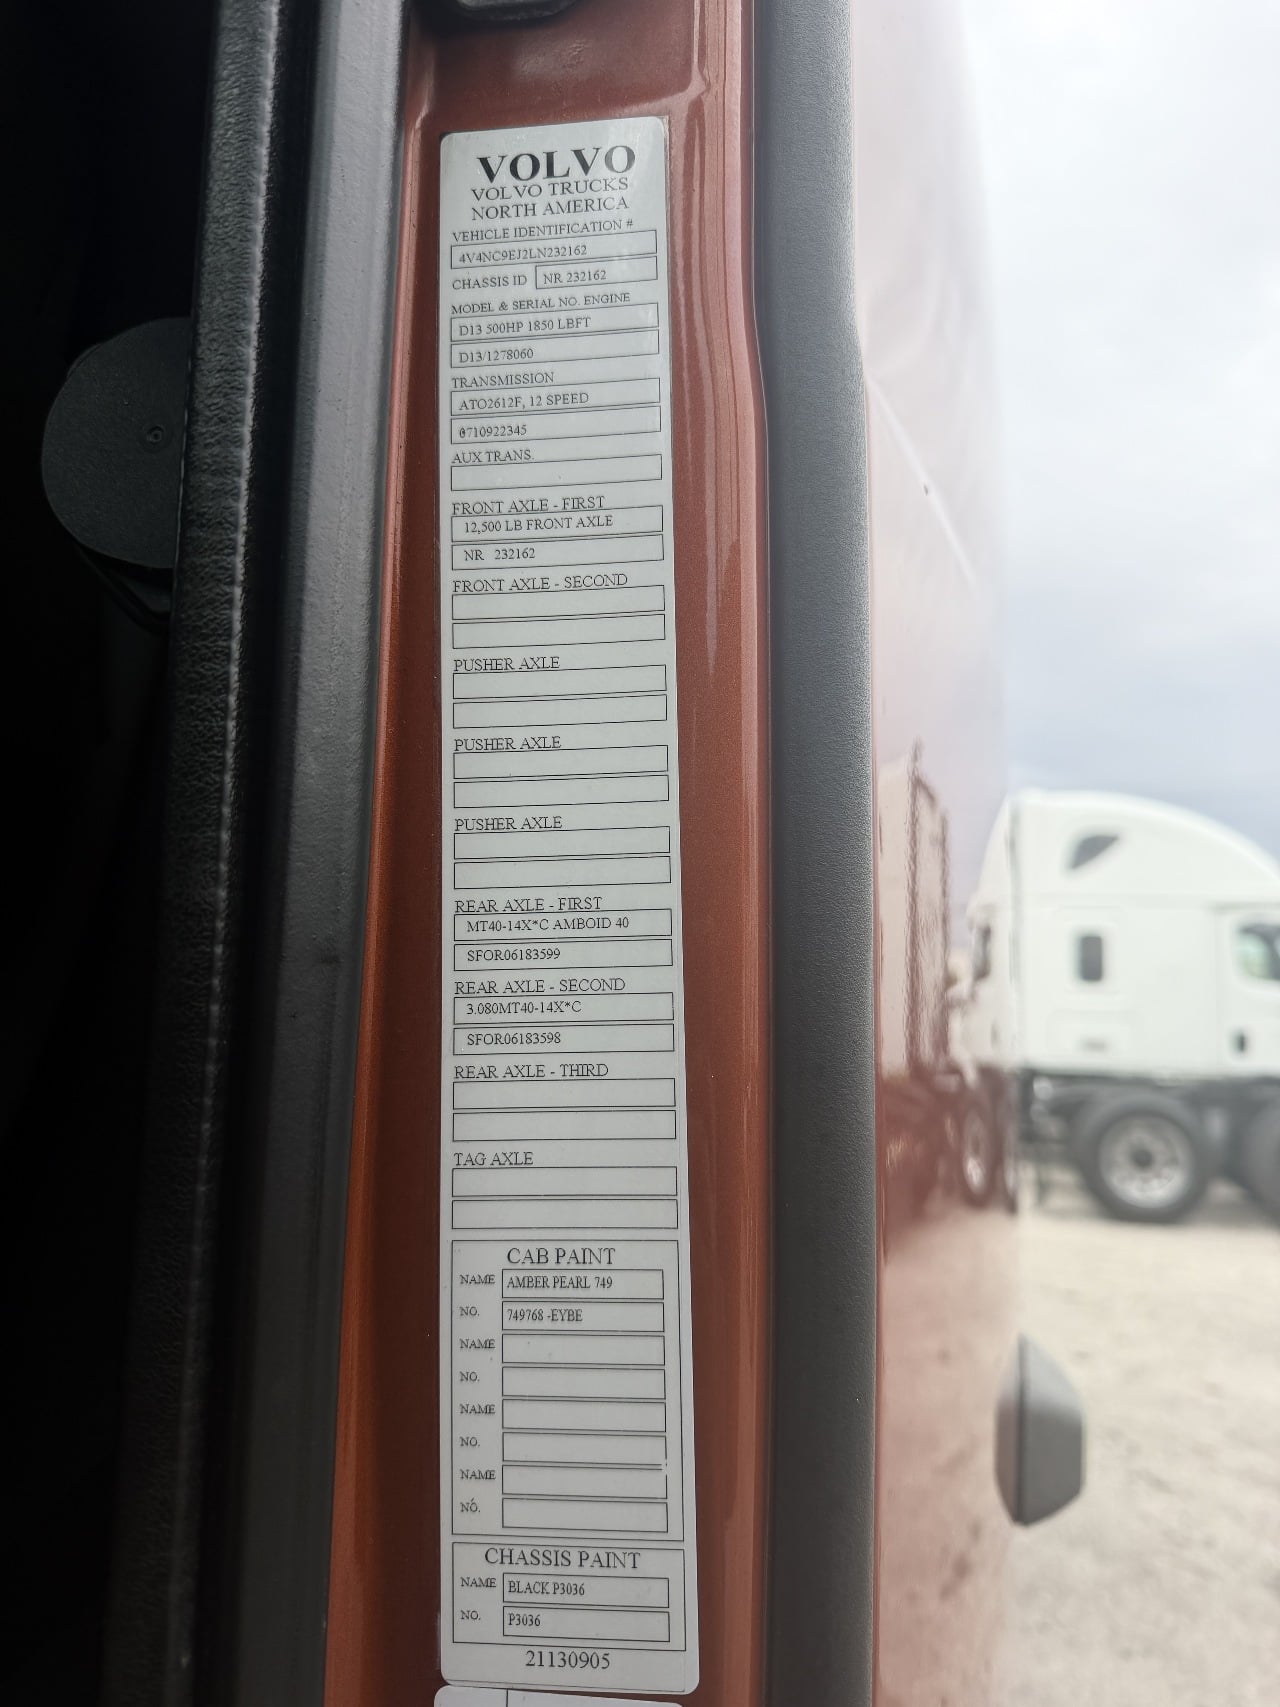 VOLVO
VOLVO TRUCKS
NORTH AMERICA
VEHICLE IDENTIFICATION #
4V4NC9EJ2LN232162
CHASSIS ID NR 232162
MODEL & SERIAL NO. ENGINE
D13 500HP 1850 LBFT
D13/1278060
TRANSMISSION
ATO2612F, 12 SPEED
0710922345
AUX TRANS.
FRONT AXLE - FIRST
12,500 LB FRONT AXLE
NR 232162
FRONT AXLE - SECOND
PUSHER AXLE
PUSHER AXLE
PUSHER AXLE
REAR AXLE - FIRST
MT40-14X*C AMBOID 40
SFOR06183599
REAR AXLE - SECOND
3.080MT40-14X*C
SFOR06183598
REAR AXLE - THIRD
TAG AXLE
CAB PAINT
NAME AMBER PEARL 749
NO. 749768 -EYBE
NAME
NO.
NAME
NO.
NAME
NO.
CHASSIS PAINT
NAME BLACK P3036
NO. P3036
21130905